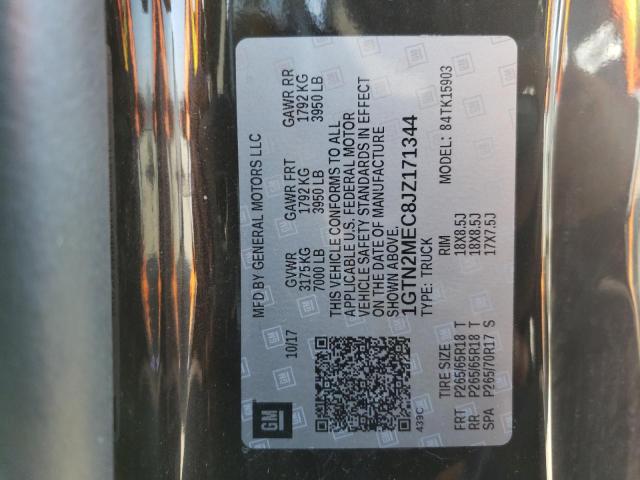 MFD BY GENERAL MOTORS LLC
10/17
GVWR
3175 KG
7000 LB
GAWR FRT
1792 KG
3950 LB
GAWR RR
1792 KG
3950 LB
THIS VEHICLE CONFORMS TO ALL
APPLICABLE U.S. FEDERAL MOTOR
VEHICLE SAFETY STANDARDS IN EFFECT
ON THE DATE OF MANUFACTURE
SHOWN ABOVE.
1GTN2MEC8JZ171344
TYPE: TRUCK
MODEL: 84TK15903
GM
439C
TIRE SIZE RIM
FRT P265/65R18 T 18X8.5J
RR P265/65R18 T 18X8.5J
SPA P265/70R17 S 17X7.5J